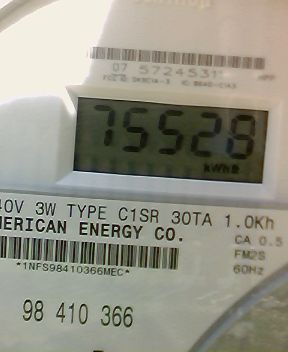 07 5724531
75528
kWh
40V 3W TYPE C1SR 30TA 1.0Kh
MERICAN ENERGY CO.
CA 0.5
FM2S
60Hz
*1NFS98410366MEC*
98 410 366